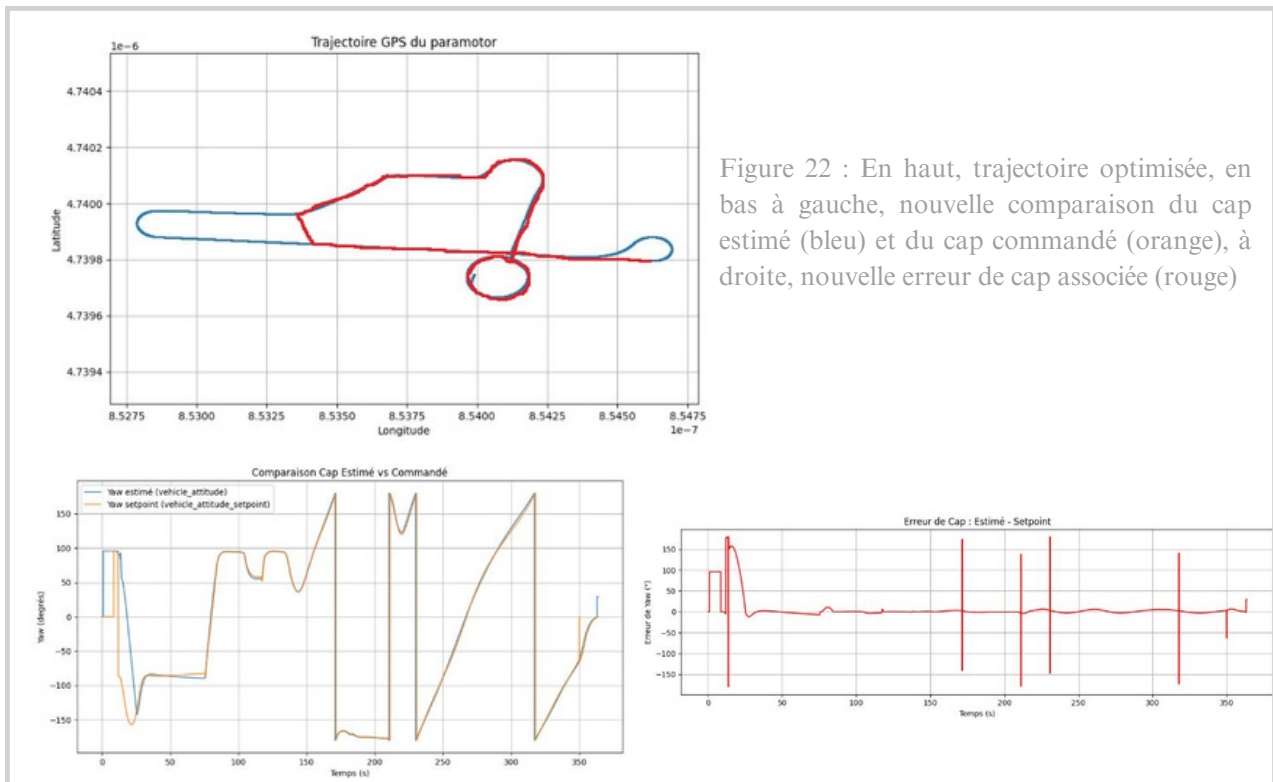 Trajectoire GPS du paramotor
1e−6
4.7404
4.7402
4.7400
4.7398
4.7396
4.7394
Latitude
8.5275 8.5300 8.5325 8.5350 8.5375 8.5400 8.5425 8.5450 8.5475
Longitude
1e−7
Figure 22 : En haut, trajectoire optimisée, en
bas à gauche, nouvelle comparaison du cap
estimé (bleu) et du cap commandé (orange), à
droite, nouvelle erreur de cap associée (rouge)
Comparaison Cap Estimé vs Commandé
Yaw estimé (vehicle_attitude)
Yaw setpoint (vehicle_attitude_setpoint)
150
100
50
0
−50
−100
−150
Yaw (degrés)
0 50 100 150 200 250 300 350
Temps (s)
Erreur de Cap : Estimé - Setpoint
150
100
50
0
−50
−100
−150
Erreur de Yaw (°)
0 50 100 150 200 250 300 350
Temps (s)